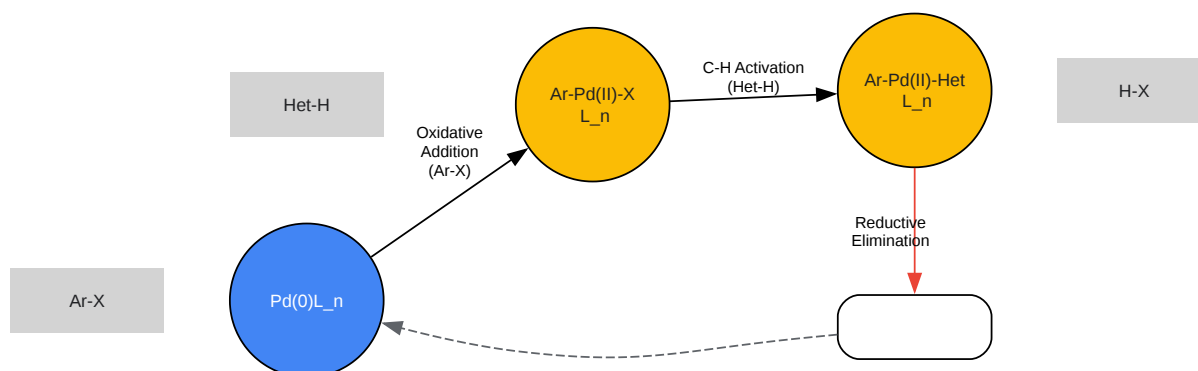 Het-H
Ar-Pd(II)-X
L_n
C-H Activation
(Het-H)
Ar-Pd(II)-Het
L_n
H-X
Oxidative
Addition
(Ar-X)
Reductive
Elimination
Ar-X
Pd(0)L_n